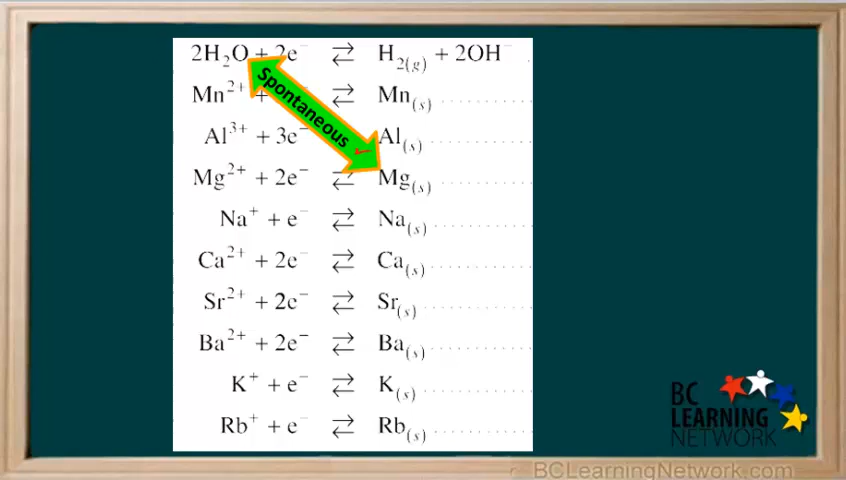 2H₂O + 2e⁻ ⇄ H₂(g) + 2OH⁻
Spontaneous
Mn²⁺ + ⇄ Mn(s) ..........
Al³⁺ + 3e⁻ Al(s) ..........
Mg²⁺ + 2e⁻ ⇄ Mg(s) ..........
Na⁺ + e⁻ ⇄ Na(s) ..........
Ca²⁺ + 2e⁻ ⇄ Ca(s) ..........
Sr²⁺ + 2e⁻ ⇄ Sr(s) ..........
Ba²⁺ + 2e⁻ ⇄ Ba(s) ..........
K⁺ + e⁻ ⇄ K(s) ..........
Rb⁺ + e⁻ ⇄ Rb(s) ..........
BC
LEARNING
NETWORK
BCLearningNetwork.com